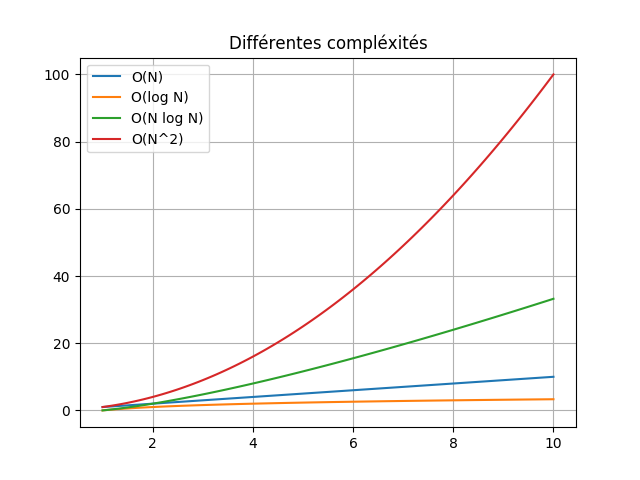 Différentes compléxités
O(N)
O(log N)
O(N log N)
O(N^2)
100
80
60
40
20
0
2 4 6 8 10